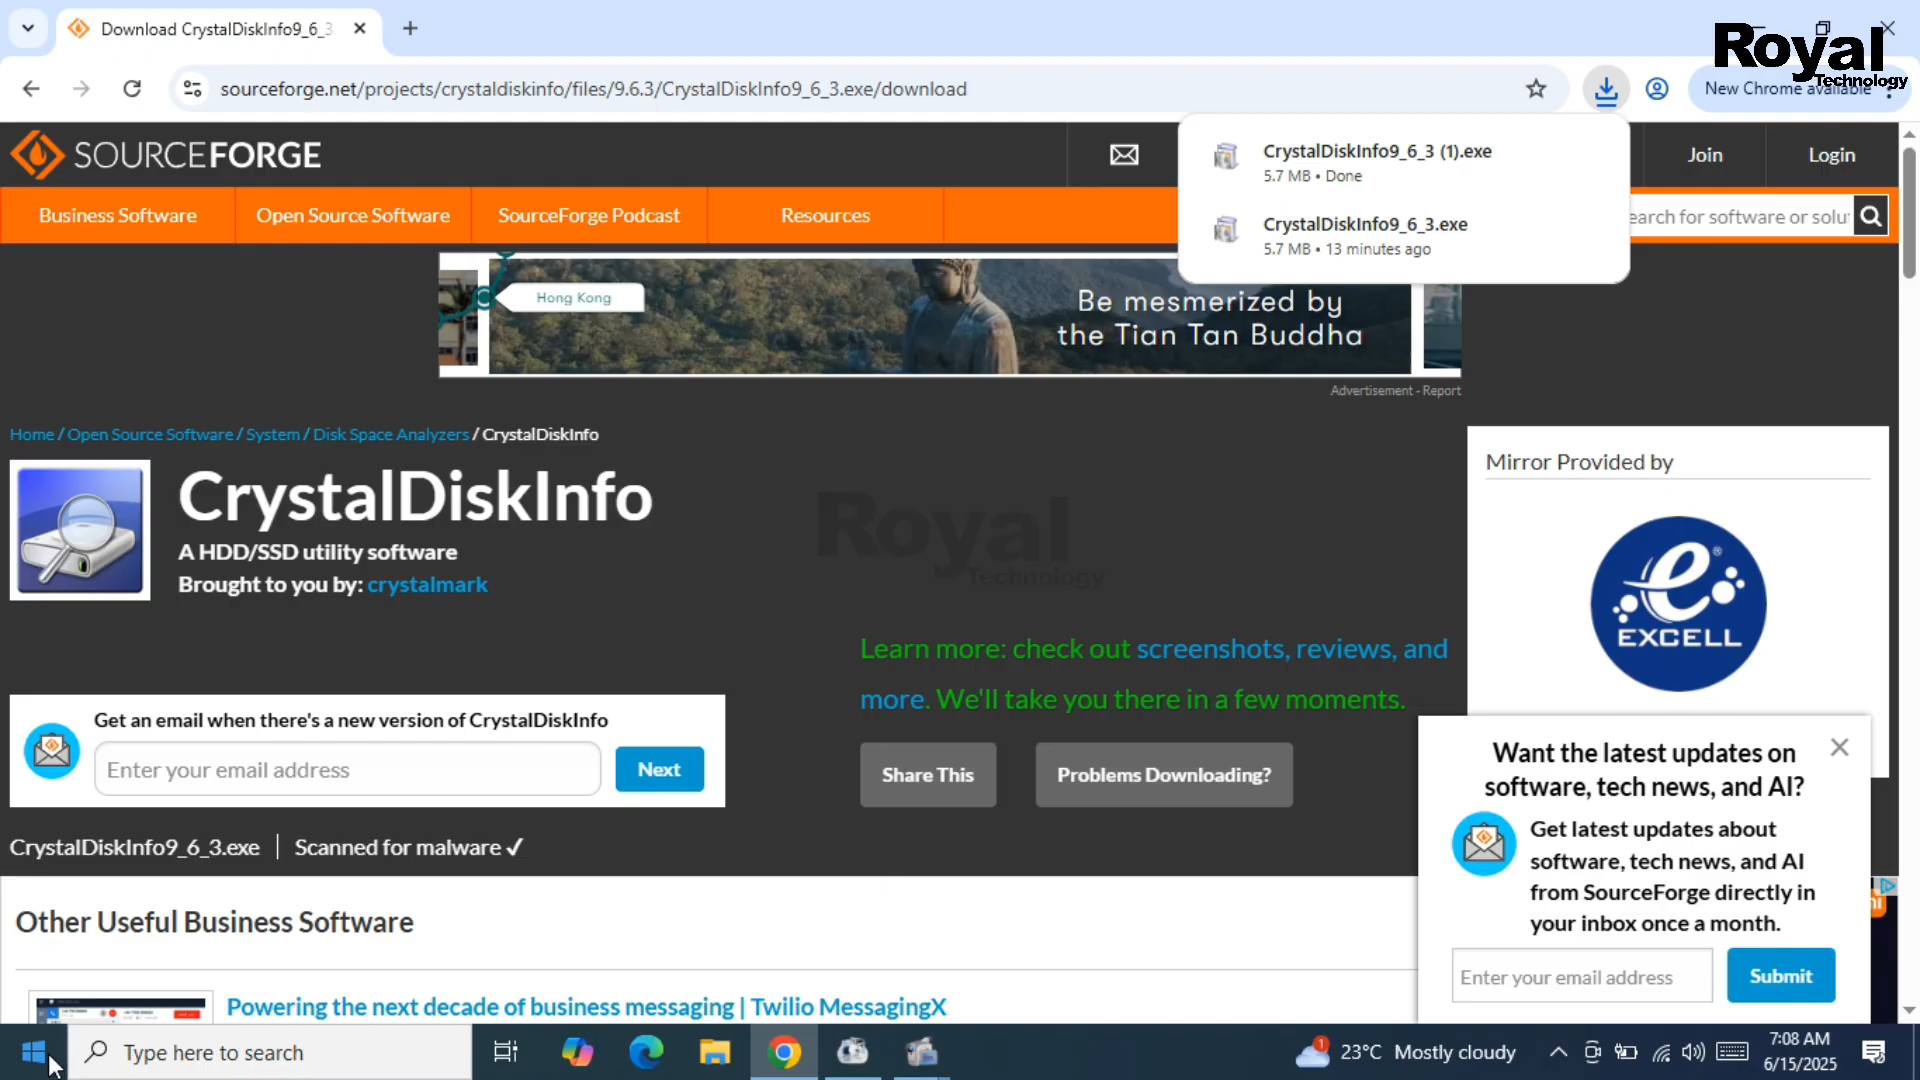 Download CrystalDiskInfo9_6_3
Royal
Technology
sourceforge.net/projects/crystaldiskinfo/files/9.6.3/CrystalDiskInfo9_6_3.exe/download
New Chrome available
CrystalDiskInfo9_6_3 (1).exe
5.7 MB • Done
CrystalDiskInfo9_6_3.exe
5.7 MB • 13 minutes ago
SOURCEFORGE
Join
Login
Business Software
Open Source Software
SourceForge Podcast
Resources
earch for software or solu
Hong Kong
Be mesmerized by
the Tian Tan Buddha
Advertisement - Report
Home / Open Source Software / System / Disk Space Analyzers / CrystalDiskInfo
CrystalDiskInfo
A HDD/SSD utility software
Brought to you by: crystalmark
Mirror Provided by
e
EXCELL
Royal
Technology
Learn more: check out screenshots, reviews, and
more. We'll take you there in a few moments.
Share This
Problems Downloading?
Get an email when there's a new version of CrystalDiskInfo
Enter your email address
Next
CrystalDiskInfo9_6_3.exe
Scanned for malware ✓
Want the latest updates on
software, tech news, and AI?
Get latest updates about
software, tech news, and AI
from SourceForge directly in
your inbox once a month.
Enter your email address
Submit
Other Useful Business Software
Powering the next decade of business messaging | Twilio MessagingX
Type here to search
1
23°C Mostly cloudy
7:08 AM
6/15/2025